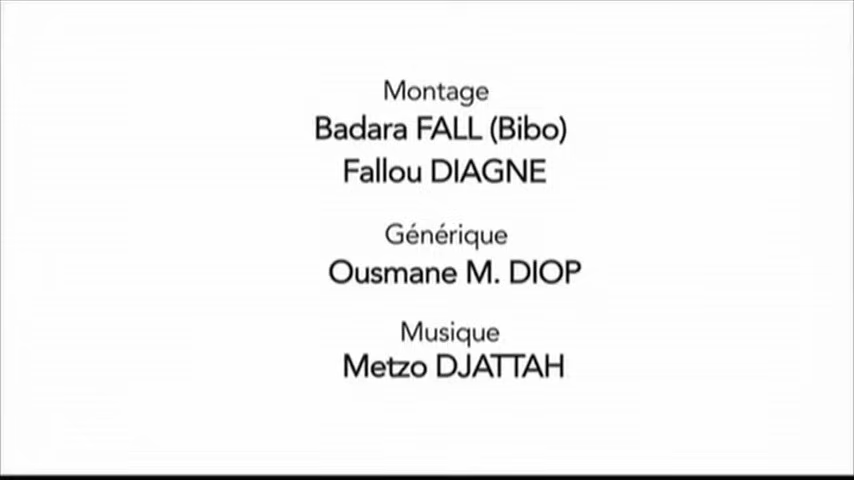 Montage
Badara FALL (Bibo)
Fallou DIAGNE
Générique
Ousmane M. DIOP
Musique
Metzo DJATTAH